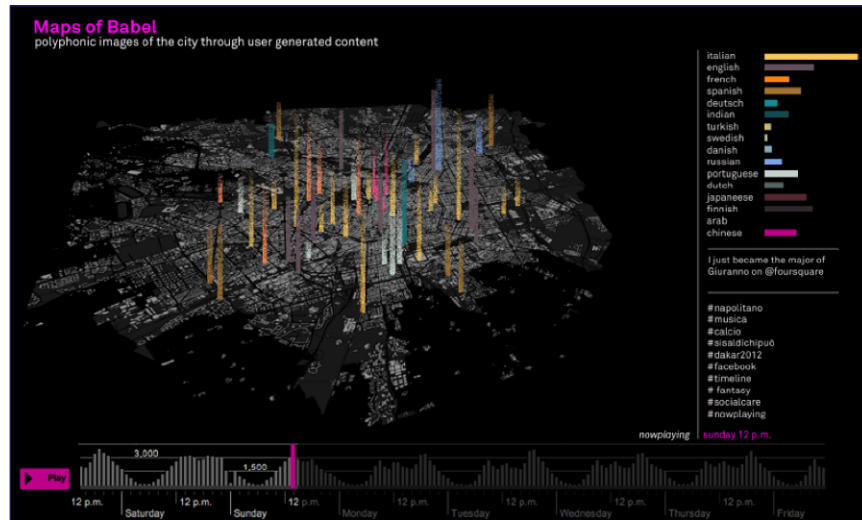 Maps of Babel
polyphonic images of the city through user generated content
italian
english
french
spanish
deutsch
indian
turkish
swedish
danish
russian
portuguese
dutch
japaneese
finnish
arab
chinese
I just became the major of
Giuranno on @foursquare
#napolitano
#musica
#calcio
#sisaldichipuò
#dakar2012
#facebook
#timeline
# fantasy
#socialcare
#nowplaying
nowplaying sunday 12 p.m.
3,000
1,500
Play
12 p.m. 12 p.m. 12 p.m. 12 p.m. 12 p.m. 12 p.m. 12 p.m.
Saturday Sunday Monday Tuesday Wednesday Thursday Friday